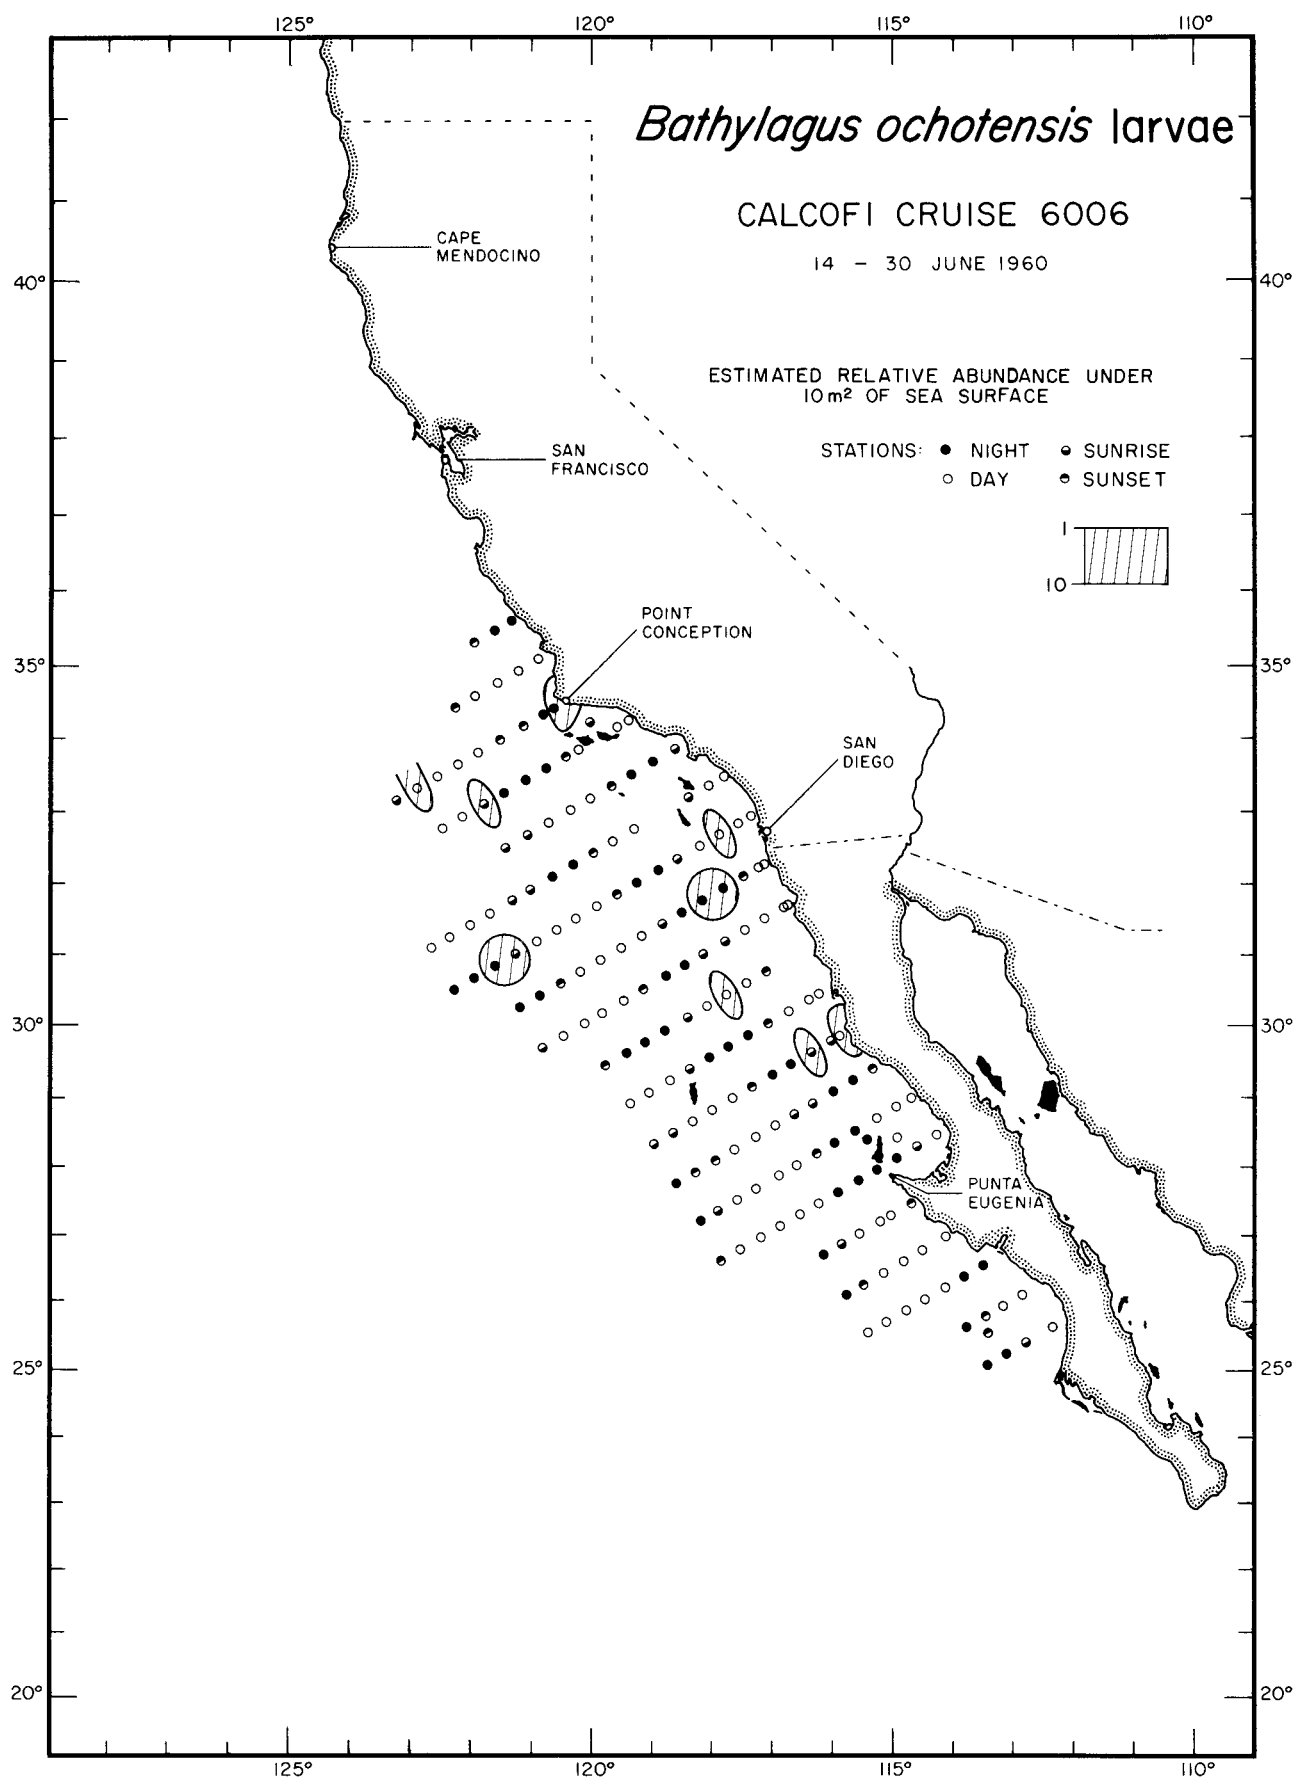 125° 120° 115° 110°
Bathylagus ochotensis larvae
CALCOFI CRUISE 6006
14 – 30 JUNE 1960
CAPE
MENDOCINO
40° 40°
ESTIMATED RELATIVE ABUNDANCE UNDER
10 m² OF SEA SURFACE
STATIONS: ● NIGHT SUNRISE
○ DAY SUNSET
SAN
FRANCISCO
1
10
POINT
CONCEPTION
35° 35°
SAN
DIEGO
30° 30°
PUNTA
EUGENIA
25° 25°
20° 20°
125° 120° 115° 110°